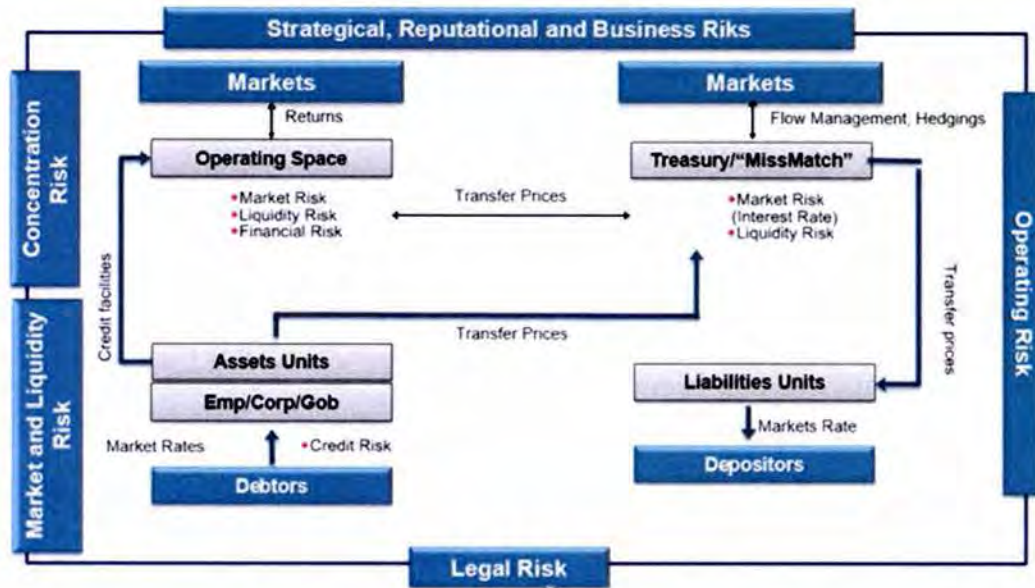 Strategical, Reputational and Business Riks
Concentration
Risk
Market and Liquidity
Risk
Operating Risk
Legal Risk
Markets
Returns
Operating Space
•Market Risk
•Liquidity Risk
•Financial Risk
Markets
Flow Management, Hedgings
Treasury/“MissMatch”
•Market Risk
(Interest Rate)
•Liquidity Risk
Transfer Prices
Credit facilities
Transfer Prices
Transfer prices
Assets Units
Emp/Corp/Gob
Market Rates
•Credit Risk
Debtors
Liabilities Units
Markets Rate
Depositors